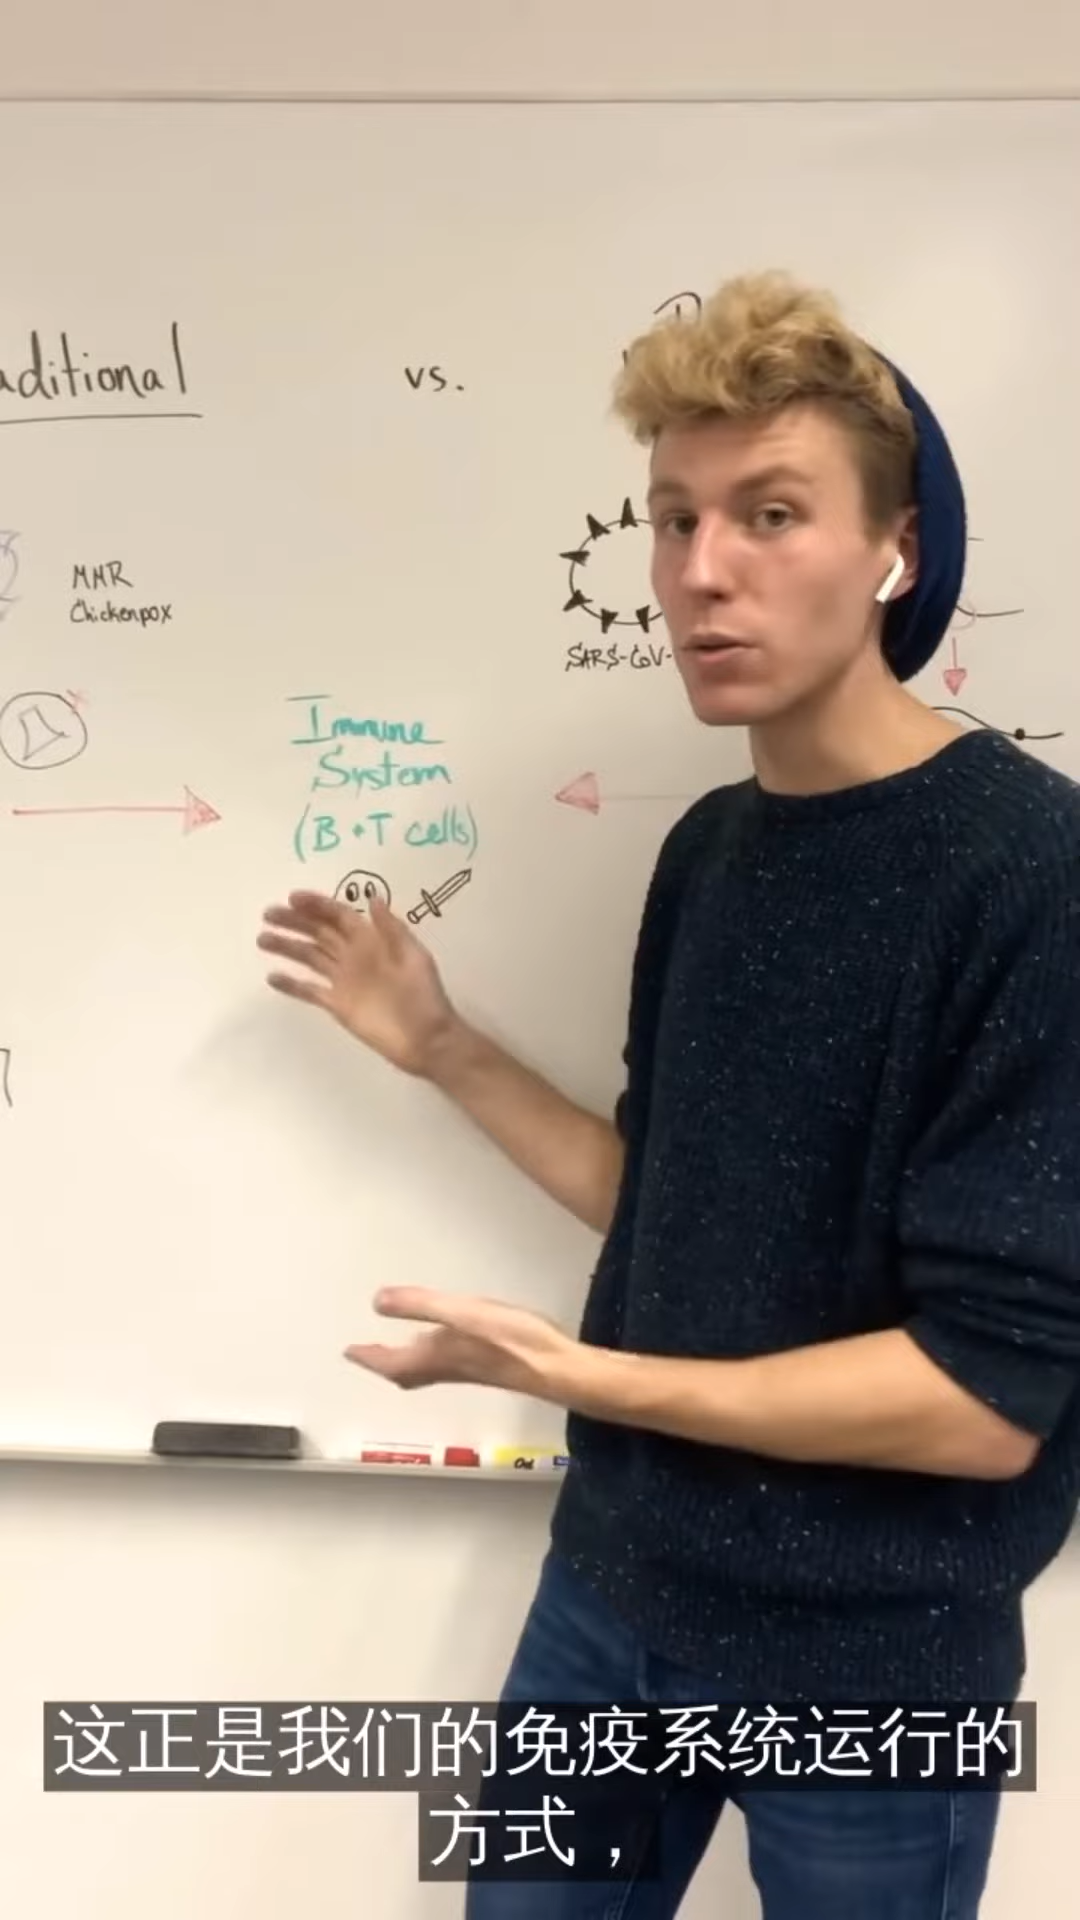 aditional
vs.
MMR
Chickenpox
SARS-CoV-
Immune
System
(B + T cells)
这正是我们的免疫系统运行的
方式，